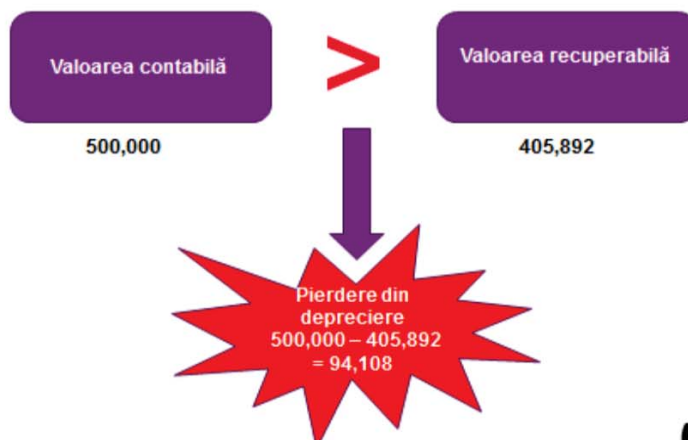 Valoarea contabilă
>
Valoarea recuperabilă
500,000
405,892
Pierdere din
depreciere
500,000 – 405,892
= 94,108